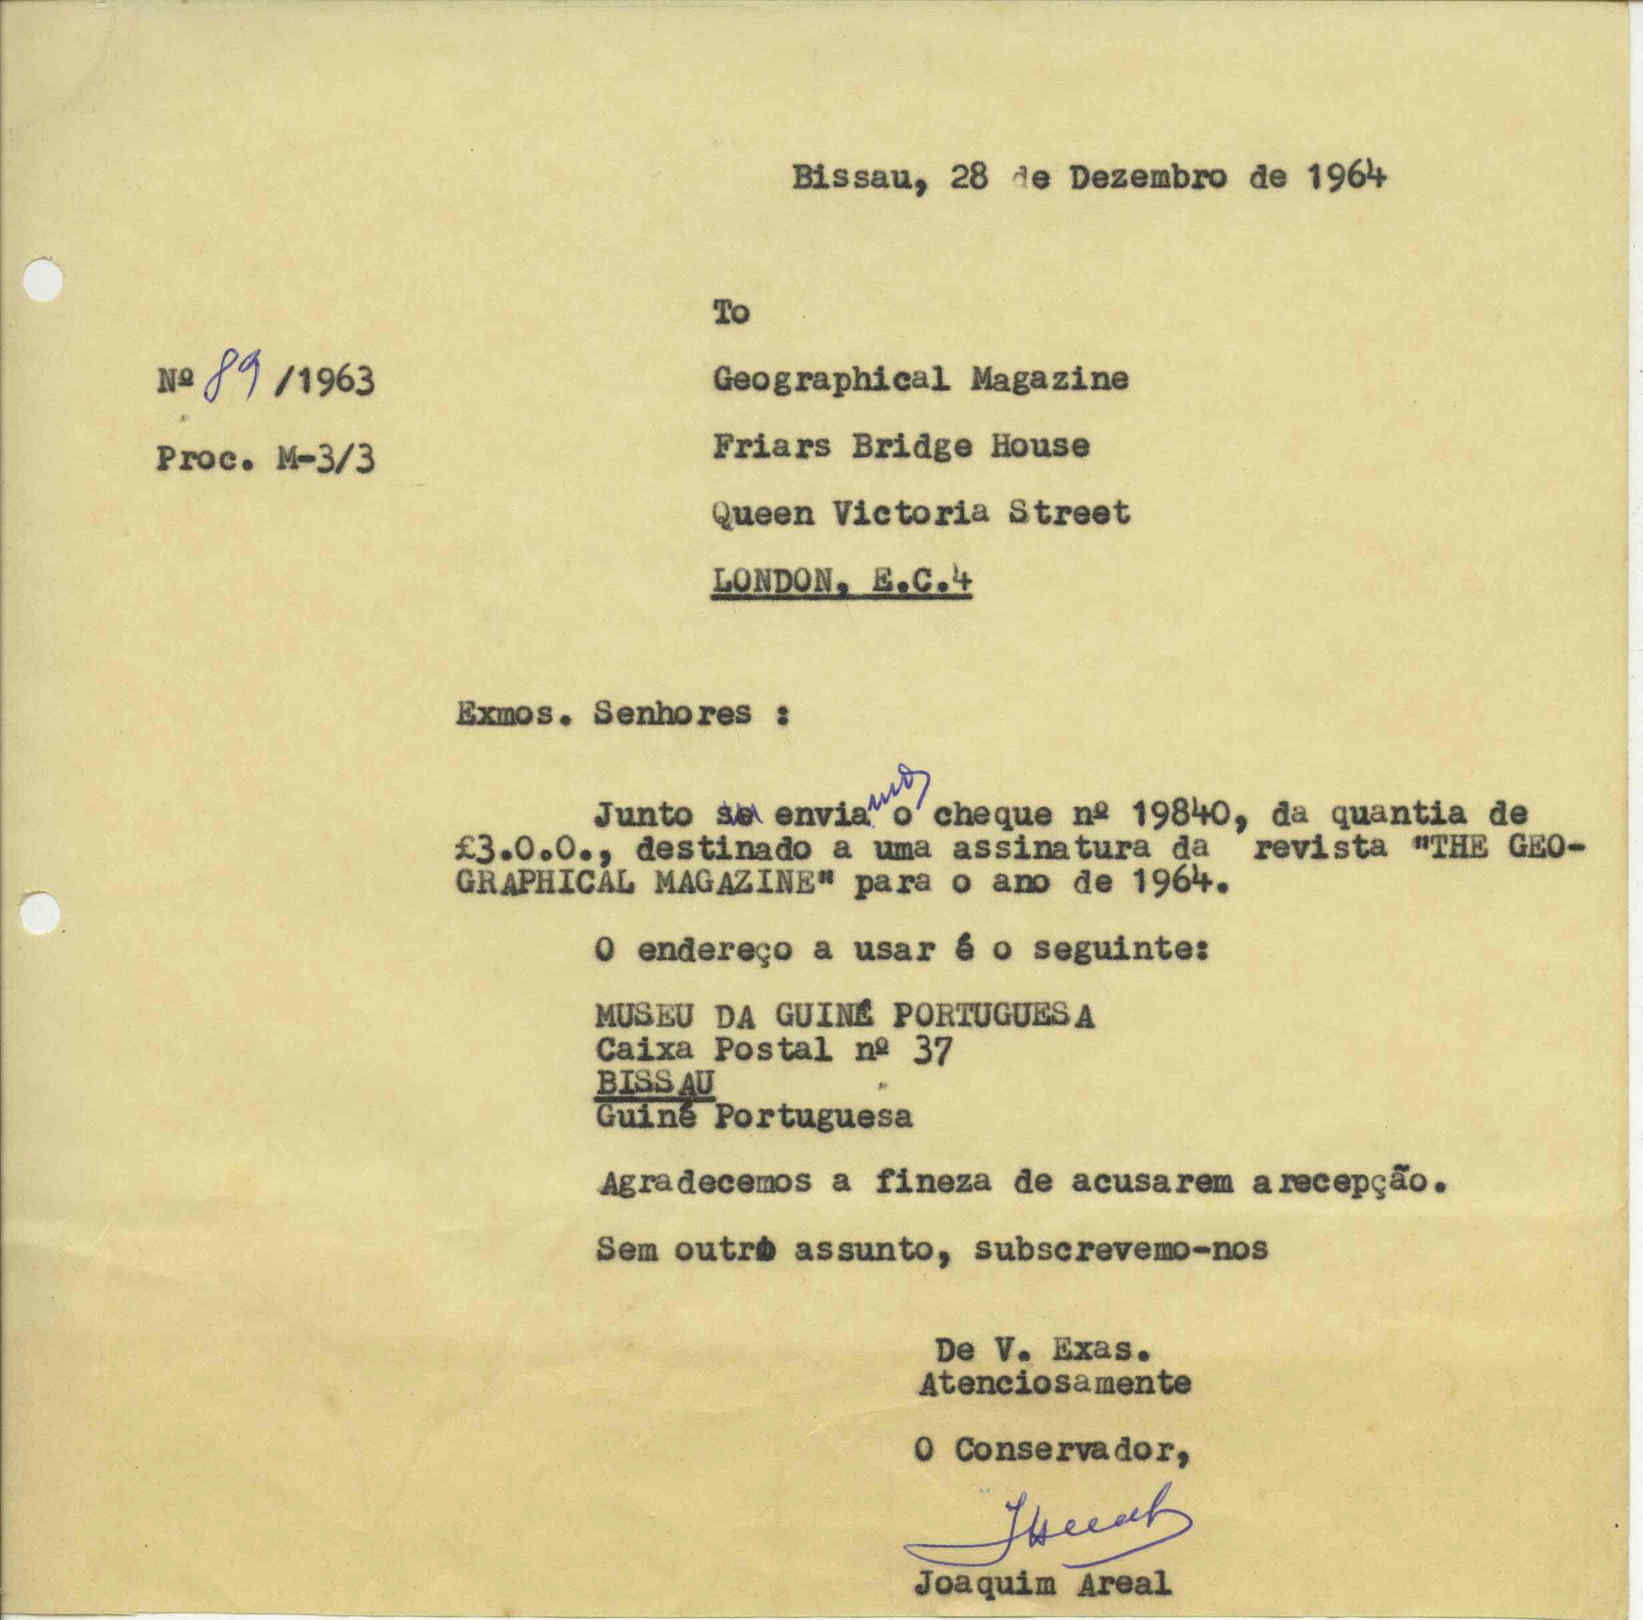 Bissau, 28 de Dezembro de 1964
To
Nº 89 /1963
Geographical Magazine
Proc. M-3/3
Friars Bridge House
Queen Victoria Street
LONDON, E.C.4
Exmos. Senhores :
Junto se enviamos o cheque nº 19840, da quantia de
£3.0.0., destinado a uma assinatura da revista "THE GEO-
GRAPHICAL MAGAZINE" para o ano de 1964.
O endereço a usar é o seguinte:
MUSEU DA GUINÉ PORTUGUESA
Caixa Postal nº 37
BISSAU
Guiné Portuguesa
Agradecemos a fineza de acusarem a recepção.
Sem outro assunto, subscrevemo-nos
De V. Exas.
Atenciosamente
O Conservador,
JAreal
Joaquim Areal